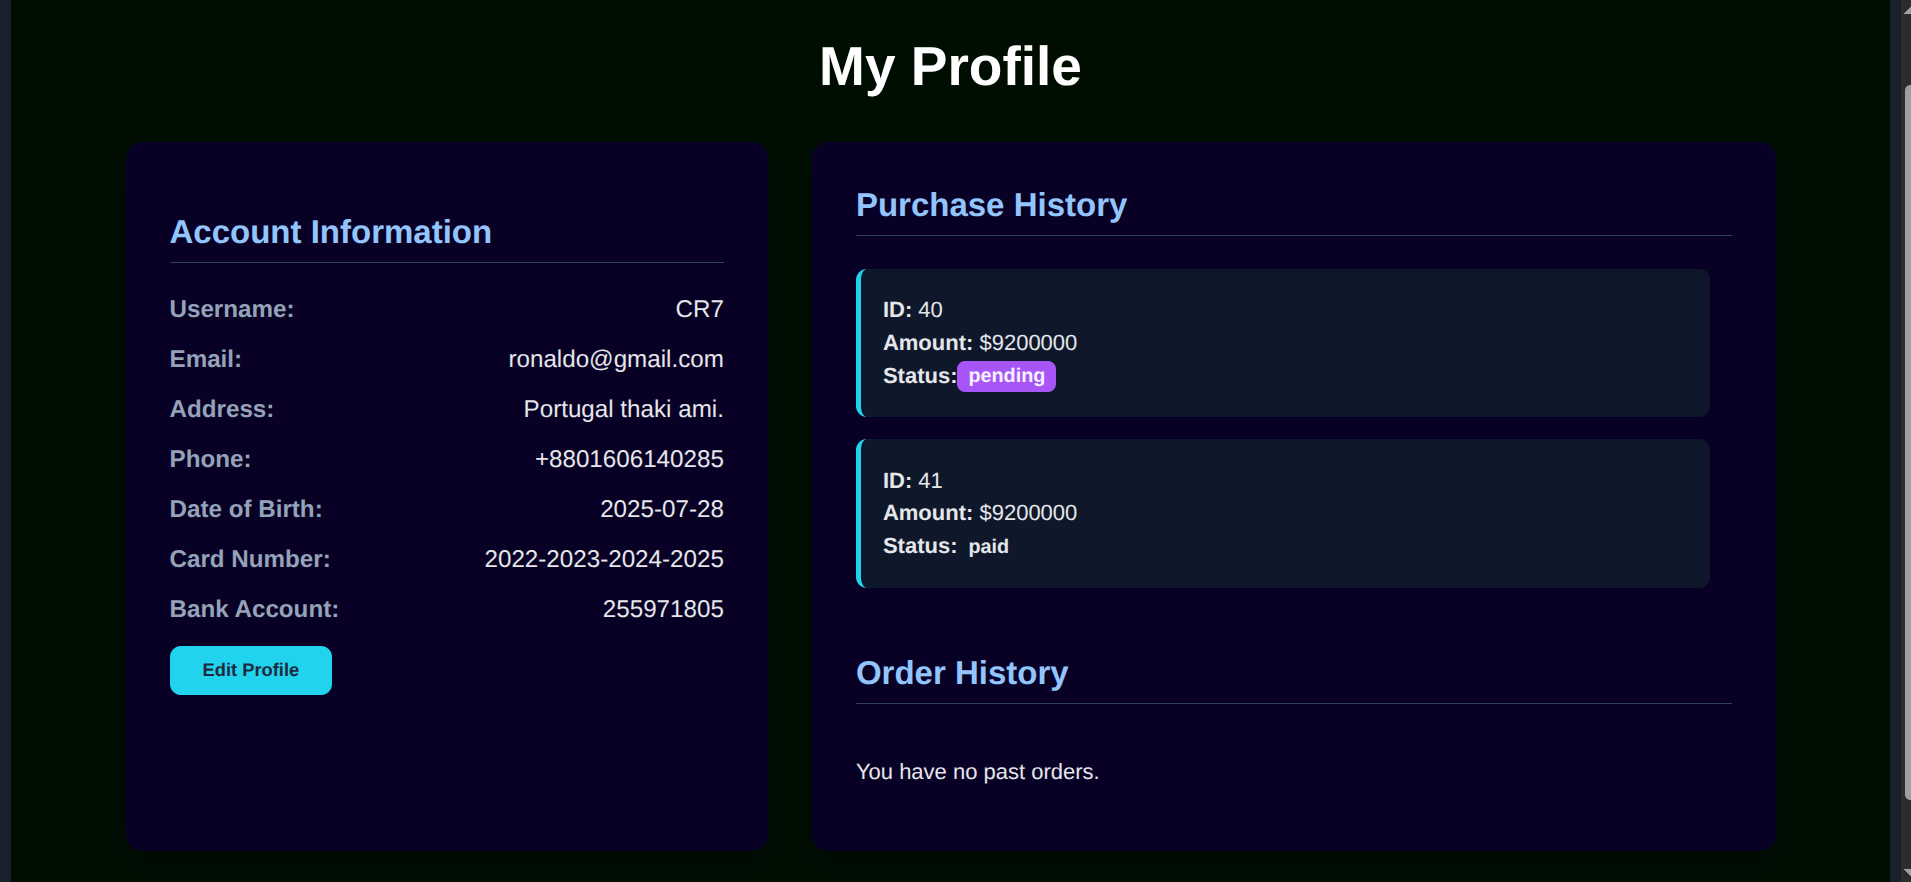 My Profile
Account Information
Username: CR7
Email: ronaldo@gmail.com
Address: Portugal thaki ami.
Phone: +8801606140285
Date of Birth: 2025-07-28
Card Number: 2022-2023-2024-2025
Bank Account: 255971805
Edit Profile
Purchase History
ID: 40
Amount: $9200000
Status: pending
ID: 41
Amount: $9200000
Status: paid
Order History
You have no past orders.